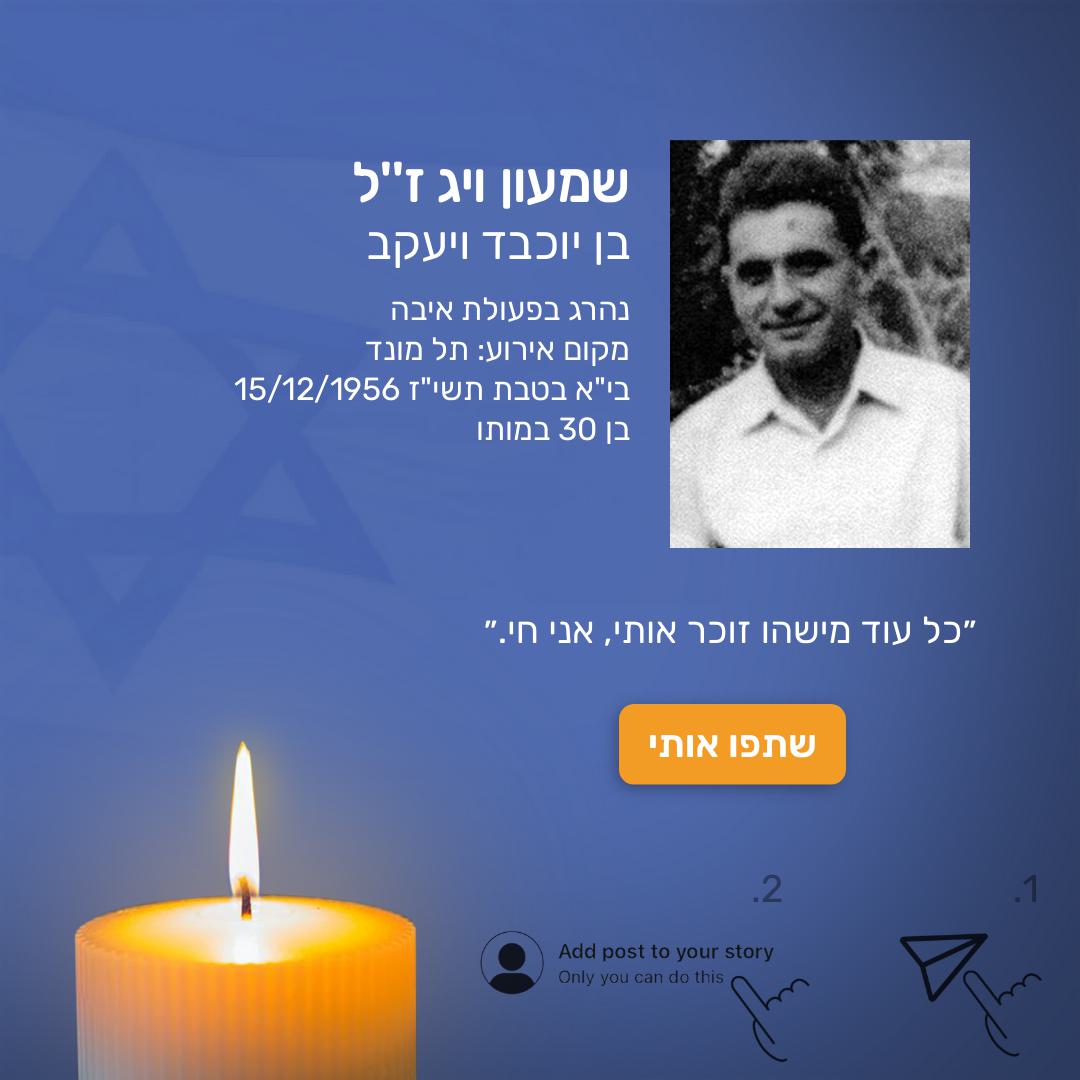 שמעון ויג ז"ל
בן יוכבד ויעקב
נהרג בפעולת איבה
מקום אירוע: תל מונד
בי"א בטבת תשי"ז 15/12/1956
בן 30 במותו
״כל עוד מישהו זוכר אותי, אני חי.״
שתפו אותי
1.
2.
Add post to your story
Only you can do this